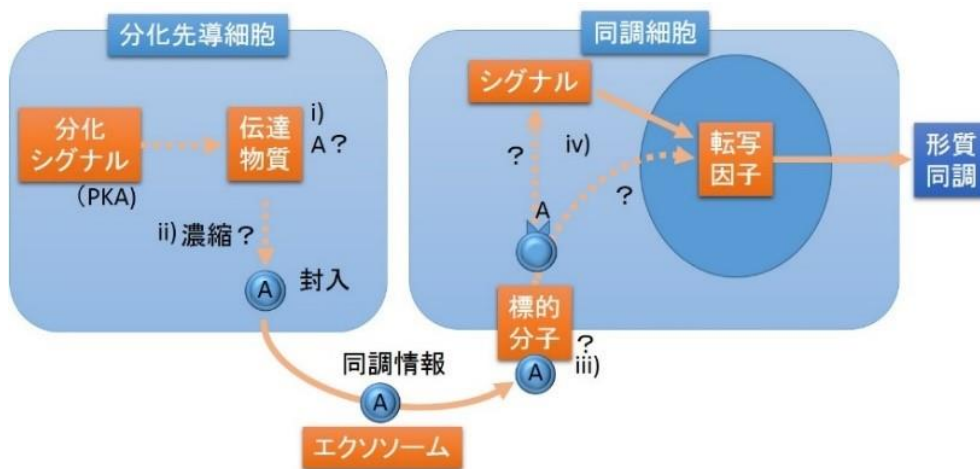 分化先導細胞
分化
シグナル
(PKA)
伝達
物質
i)
A？
ii) 濃縮？
A
封入
同調情報
A
エクソソーム
同調細胞
シグナル
？
iv)
？
A
標的
分子
？
iii)
A
転写
因子
形質
同調